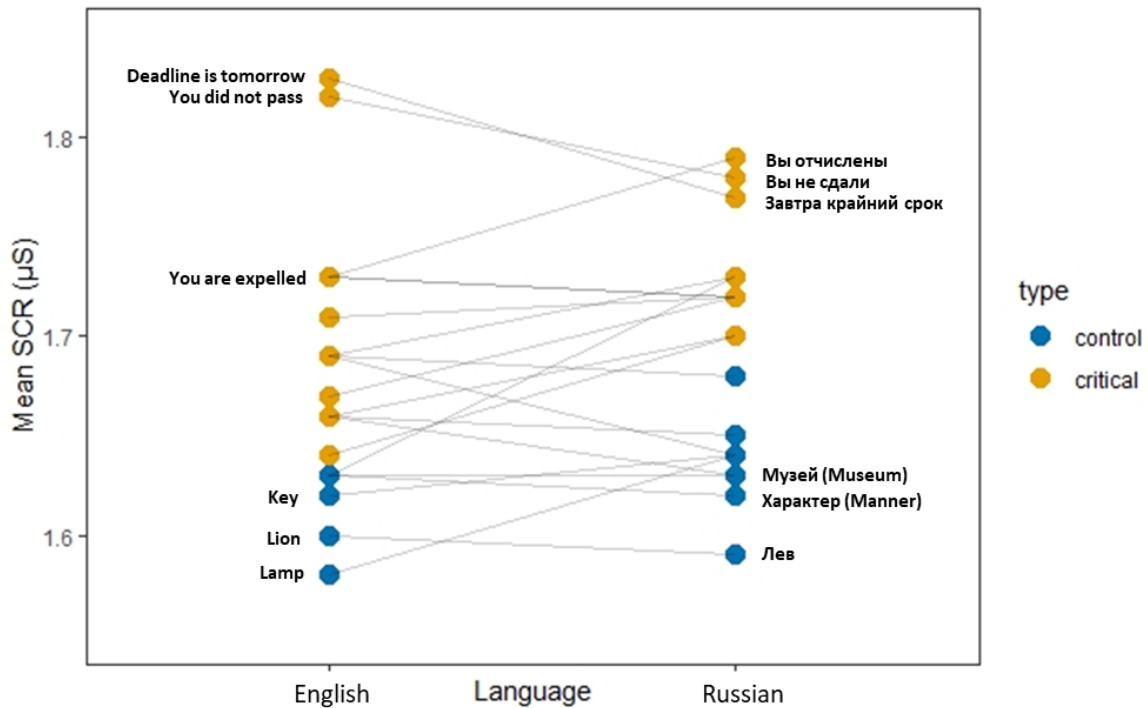 Deadline is tomorrow
You did not pass
1.8
Вы отчислены
Вы не сдали
Завтра крайний срок
You are expelled
type
Mean SCR (µS)
1.7
control
critical
Музей (Museum)
Key
Характер (Manner)
1.6
Lion
Лев
Lamp
English
Language
Russian